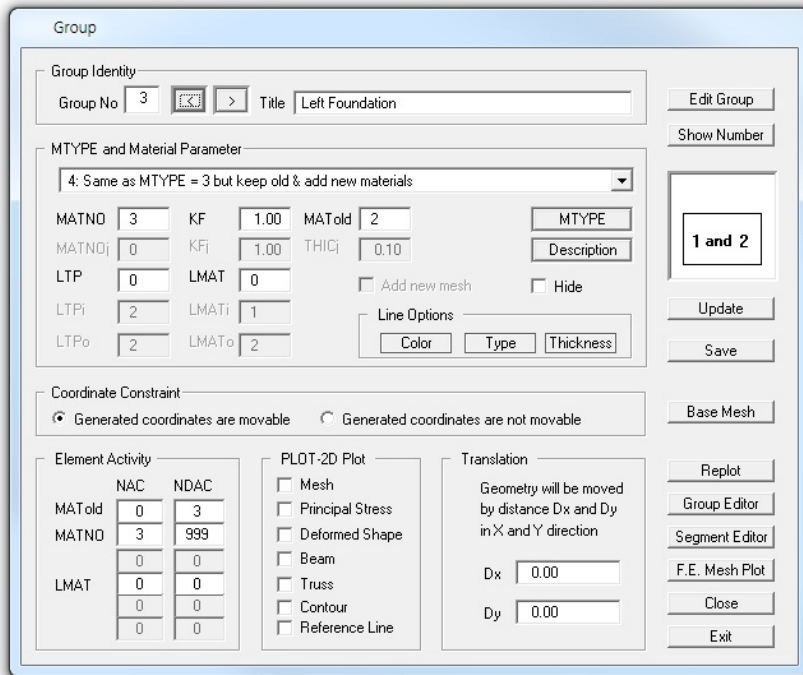 Group
Group Identity
Group No 3 < > Title Left Foundation
Edit Group
Show Number
MTYPE and Material Parameter
4: Same as MTYPE = 3 but keep old & add new materials
MATNO 3 KF 1.00 MATold 2 MTYPE
MATNOj 0 KFj 1.00 THICj 0.10 Description
LTP 0 LMAT 0 Add new mesh Hide
LTPi 2 LMATi 1 Line Options
LTPo 2 LMATo 2 Color Type Thickness
1 and 2
Update
Save
Coordinate Constraint
Generated coordinates are movable Generated coordinates are not movable
Base Mesh
Element Activity
NAC NDAC
MATold 0 3
MATNO 3 999
0 0
LMAT 0 0
0 0
0 0
PLOT-2D Plot
Mesh
Principal Stress
Deformed Shape
Beam
Truss
Contour
Reference Line
Translation
Geometry will be moved
by distance Dx and Dy
in X and Y direction
Dx 0.00
Dy 0.00
Replot
Group Editor
Segment Editor
F.E. Mesh Plot
Close
Exit